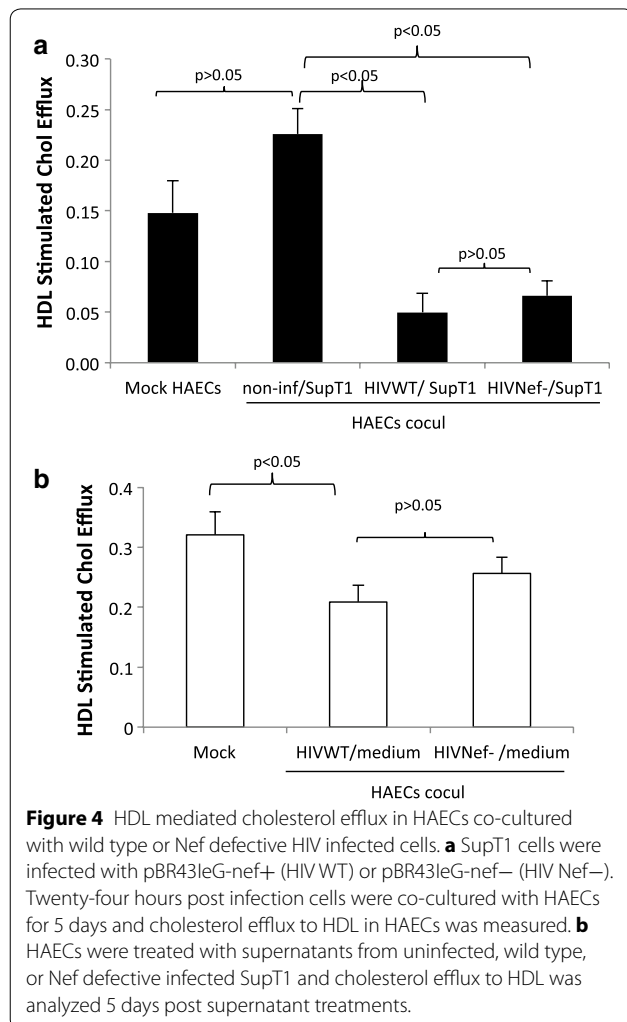 a
p<0.05
p>0.05
p<0.05
HDL Stimulated Chol Efflux
0.30
0.25
0.20
0.15
0.10
0.05
0.00
p>0.05
Mock HAECs non-inf/SupT1 HIVWT/ SupT1 HIVNef-/SupT1
HAECs cocul
b
p<0.05
p>0.05
HDL Stimulated Chol Efflux
0.4
0.3
0.2
0.1
0
Mock HIVWT/medium HIVNef- /medium
HAECs cocul
Figure 4 HDL mediated cholesterol efflux in HAECs co-cultured
with wild type or Nef defective HIV infected cells. a SupT1 cells were
infected with pBR43IeG-nef+ (HIV WT) or pBR43IeG-nef− (HIV Nef−).
Twenty-four hours post infection cells were co-cultured with HAECs
for 5 days and cholesterol efflux to HDL in HAECs was measured. b
HAECs were treated with supernatants from uninfected, wild type,
or Nef defective infected SupT1 and cholesterol efflux to HDL was
analyzed 5 days post supernatant treatments.